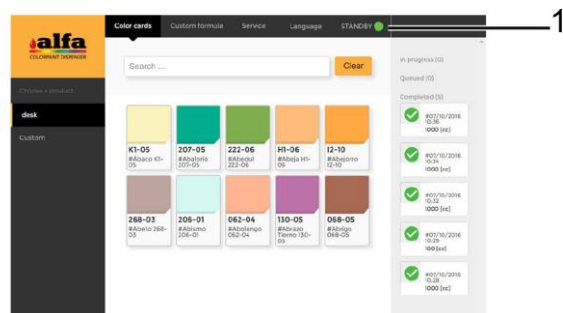 1
Color cards Custom formula Service Language STANDBY
alfa
COLORANT DISPENSER
Search ...
Clear
Choose a product:
desk
Custom
In progress (0)
Queued (0)
Completed (5)
K1-05
#Abaco K1-
05
207-05
#Abalorio
207-05
222-06
#Abedul
222-06
H1-06
#Abeja H1-
06
I2-10
#Abejorro
I2-10
268-03
#Abeto 268-
03
206-01
#Abismo
206-01
062-04
#Abolengo
062-04
130-05
#Abrazo
Tierno 130-
05
068-05
#Abrigo
068-05
#07/10/2016
10:36
1000 [cc]
#07/10/2016
10:34
1000 [cc]
#07/10/2016
10:32
1000 [cc]
#07/10/2016
10:29
100 [cc]
#07/10/2016
10:28
1000 [cc]